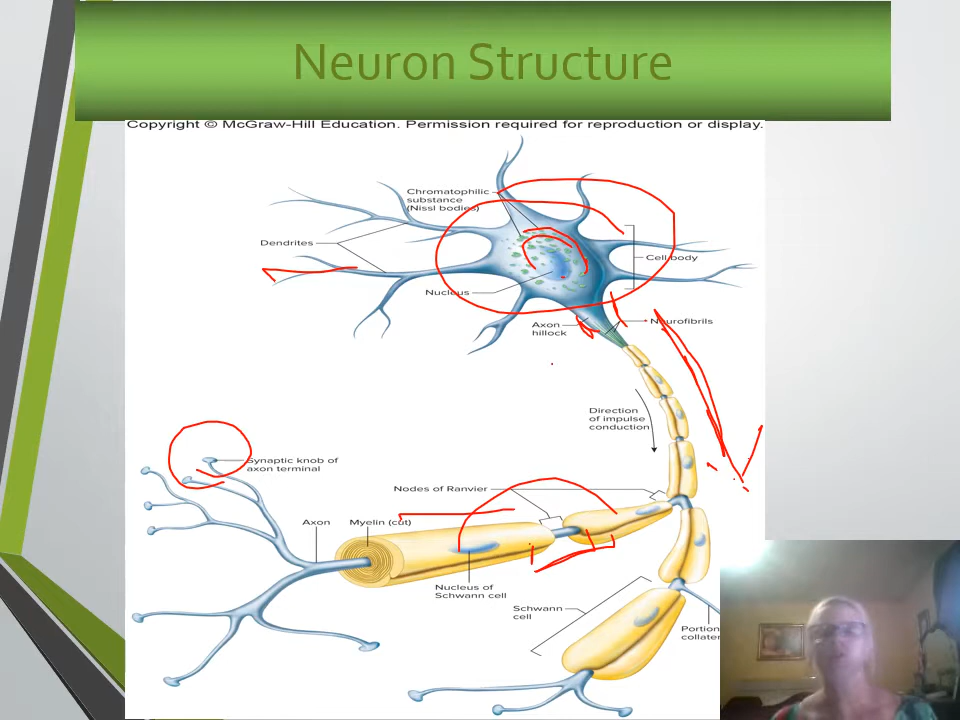 Neuron Structure
Copyright © McGraw-Hill Education. Permission required for reproduction or display.
Chromatophilic
substance
(Nissl bodies)
Dendrites
Cell body
Nucleus
Neurofibrils
Axon
hillock
Direction
of impulse
conduction
Synaptic knob of
axon terminal
Nodes of Ranvier
Axon
Myelin (cut)
Nucleus of
Schwann cell
Schwann
cell
Portion
collater